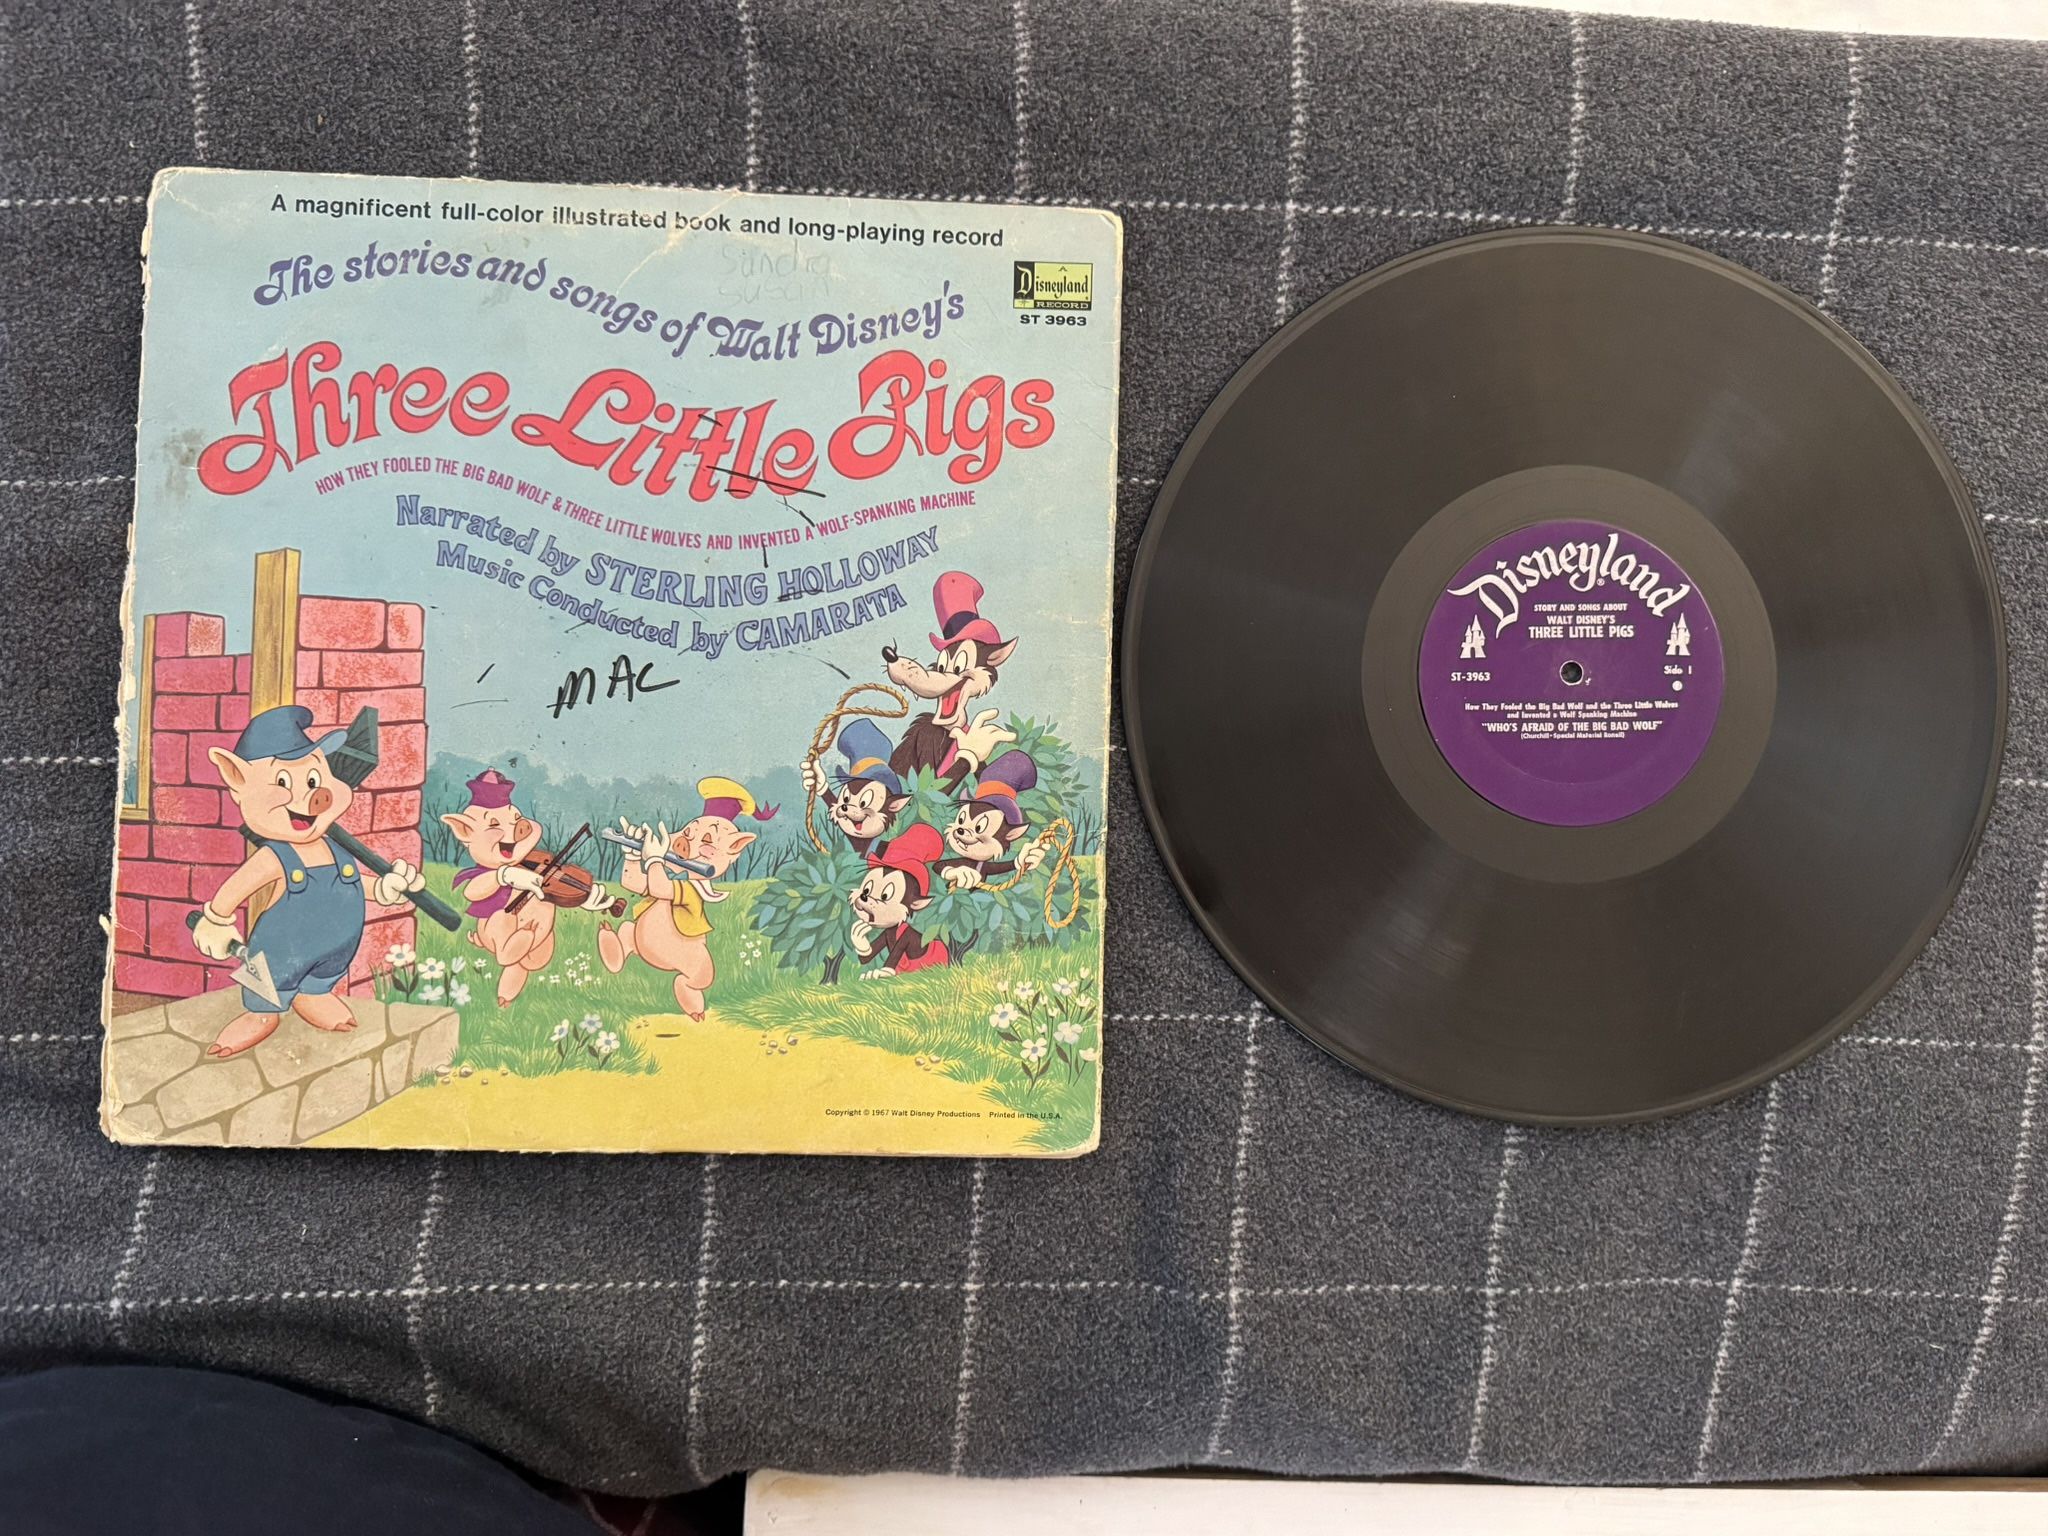 A magnificent full-color illustrated book and long-playing record
Sandra
Susan
The stories and songs of Walt Disney's
A
Disneyland
RECORD
ST 3963
Three Little Pigs
HOW THEY FOOLED THE BIG BAD WOLF & THREE LITTLE WOLVES AND INVENTED A WOLF-SPANKING MACHINE
Narrated by STERLING HOLLOWAY
Music Conducted by CAMARATA
MAC
Copyright © 1967 Walt Disney Productions Printed in the U.S.A.
Disneyland®
STORY AND SONGS ABOUT
WALT DISNEY'S
THREE LITTLE PIGS
ST-3963
Side 1
How They Fooled the Big Bad Wolf and the Three Little Wolves
and Invented a Wolf Spanking Machine
"WHO'S AFRAID OF THE BIG BAD WOLF"
(Churchill-Special Material Ronell)